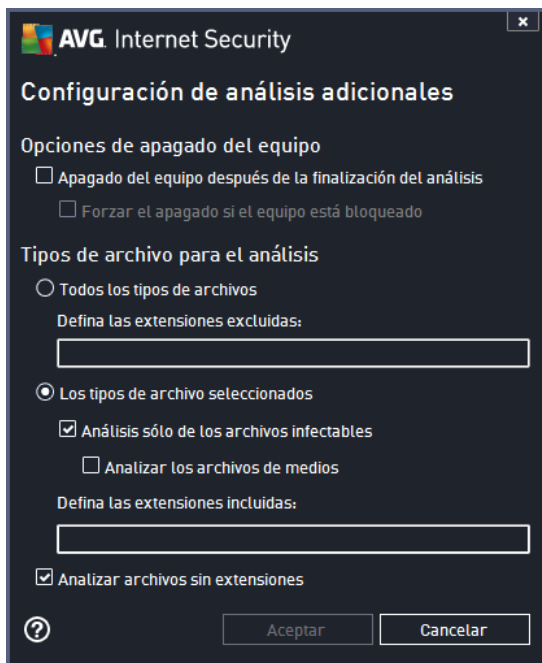 AVG. Internet Security
Configuración de análisis adicionales
Opciones de apagado del equipo
Apagado del equipo después de la finalización del análisis
Forzar el apagado si el equipo está bloqueado
Tipos de archivo para el análisis
Todos los tipos de archivos
Defina las extensiones excluidas:
Los tipos de archivo seleccionados
Análisis sólo de los archivos infectables
Analizar los archivos de medios
Defina las extensiones incluidas:
Analizar archivos sin extensiones
Aceptar
Cancelar